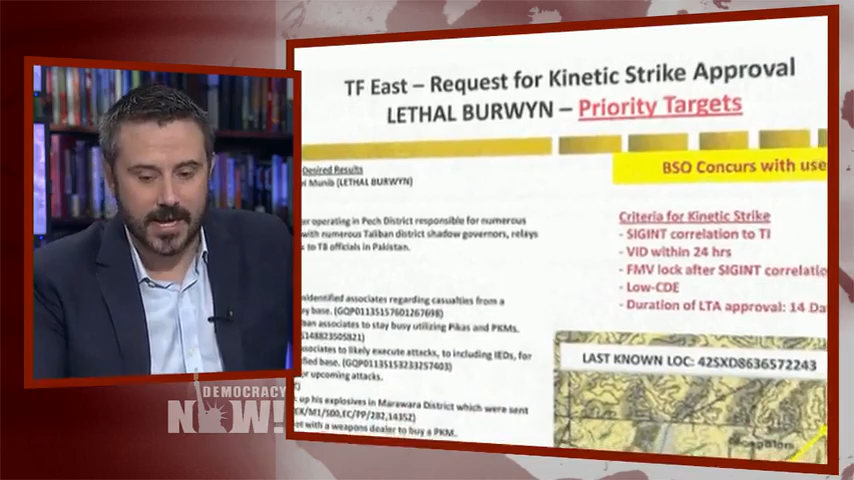 TF East – Request for Kinetic Strike Approval
LETHAL BURWYN – Priority Targets
Desired Results
Munib (LETHAL BURWYN)
BSO Concurs with use
operating in Pech District responsible for numerous
with numerous Taliban district shadow governors, relays
to TB officials in Pakistan.
Criteria for Kinetic Strike
- SIGINT correlation to TI
- VID within 24 hrs
- FMV lock after SIGINT correlatio
- Low-CDE
- Duration of LTA approval: 14 Da
associates regarding casualties from a
base. (GQP01135157601267698)
ban associates to stay busy utilizing Pikas and PKMs.
associates to likely execute attacks, to including IEDs, for
base. (GQP01135153233257403)
upcoming attacks.
up his explosives in Marawara District which were sent
with a weapons dealer to buy a PKM.
LAST KNOWN LOC: 42SXD8636572243
DEMOCRACY
NOW!